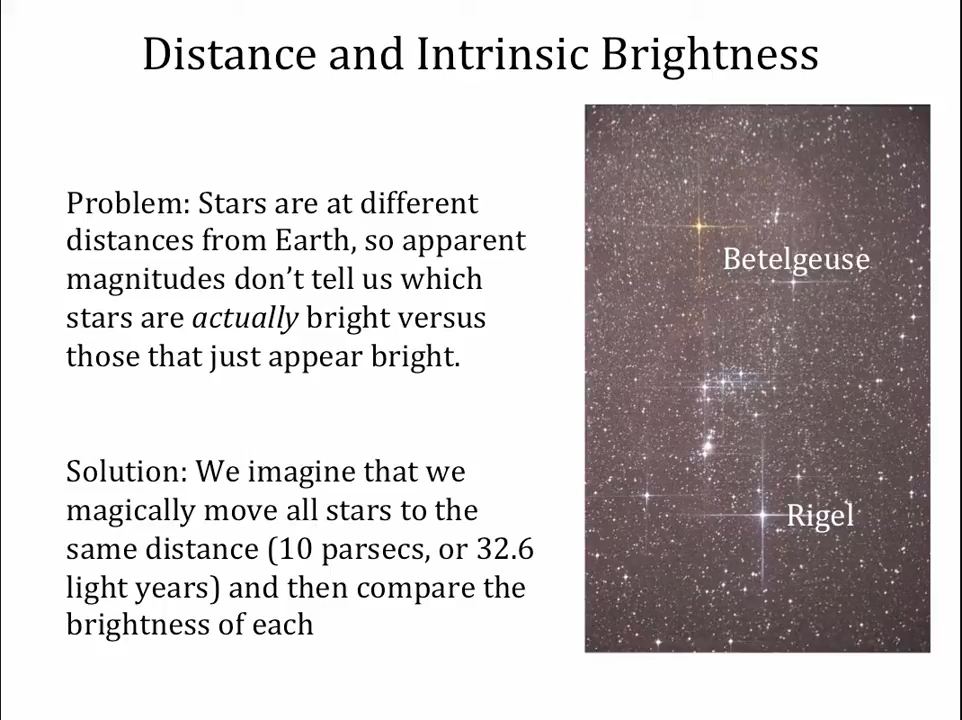 Distance and Intrinsic Brightness
Problem: Stars are at different
distances from Earth, so apparent
magnitudes don’t tell us which
stars are actually bright versus
those that just appear bright.
Betelgeuse
Solution: We imagine that we
magically move all stars to the
same distance (10 parsecs, or 32.6
light years) and then compare the
brightness of each
Rigel